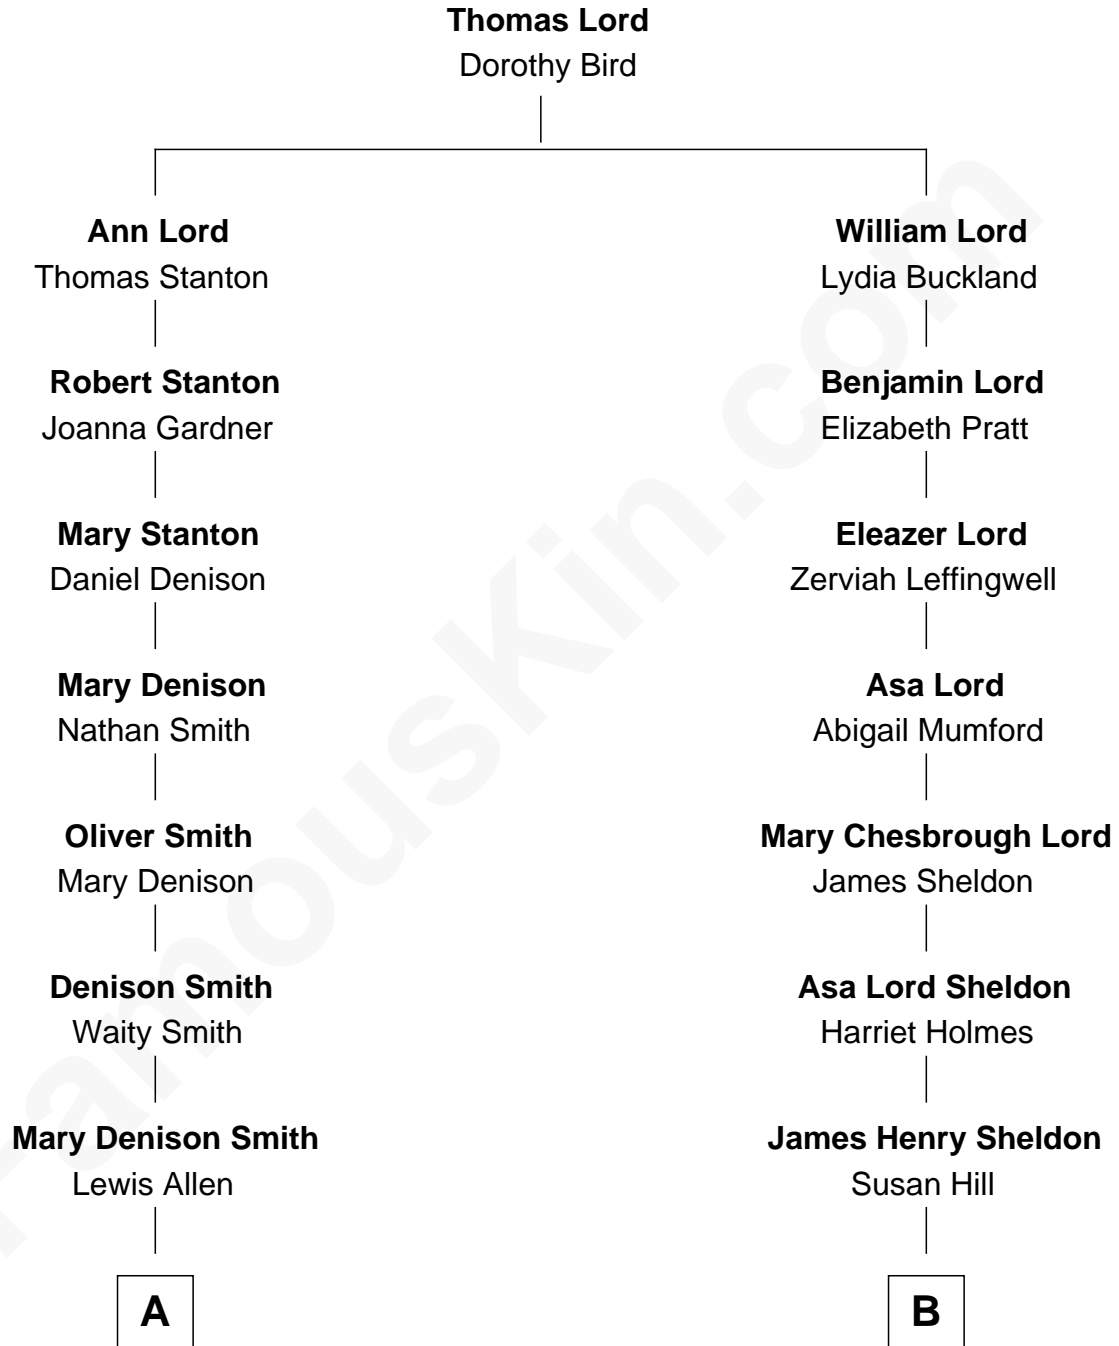 Thomas Lord
Dorothy Bird
Ann Lord
Thomas Stanton
William Lord
Lydia Buckland
Robert Stanton
Joanna Gardner
Benjamin Lord
Elizabeth Pratt
Mary Stanton
Daniel Denison
Eleazer Lord
Zerviah Leffingwell
Mary Denison
Nathan Smith
Asa Lord
Abigail Mumford
Oliver Smith
Mary Denison
Mary Chesbrough Lord
James Sheldon
Denison Smith
Waity Smith
Asa Lord Sheldon
Harriet Holmes
Mary Denison Smith
Lewis Allen
James Henry Sheldon
Susan Hill
A
B
FamousKin.com